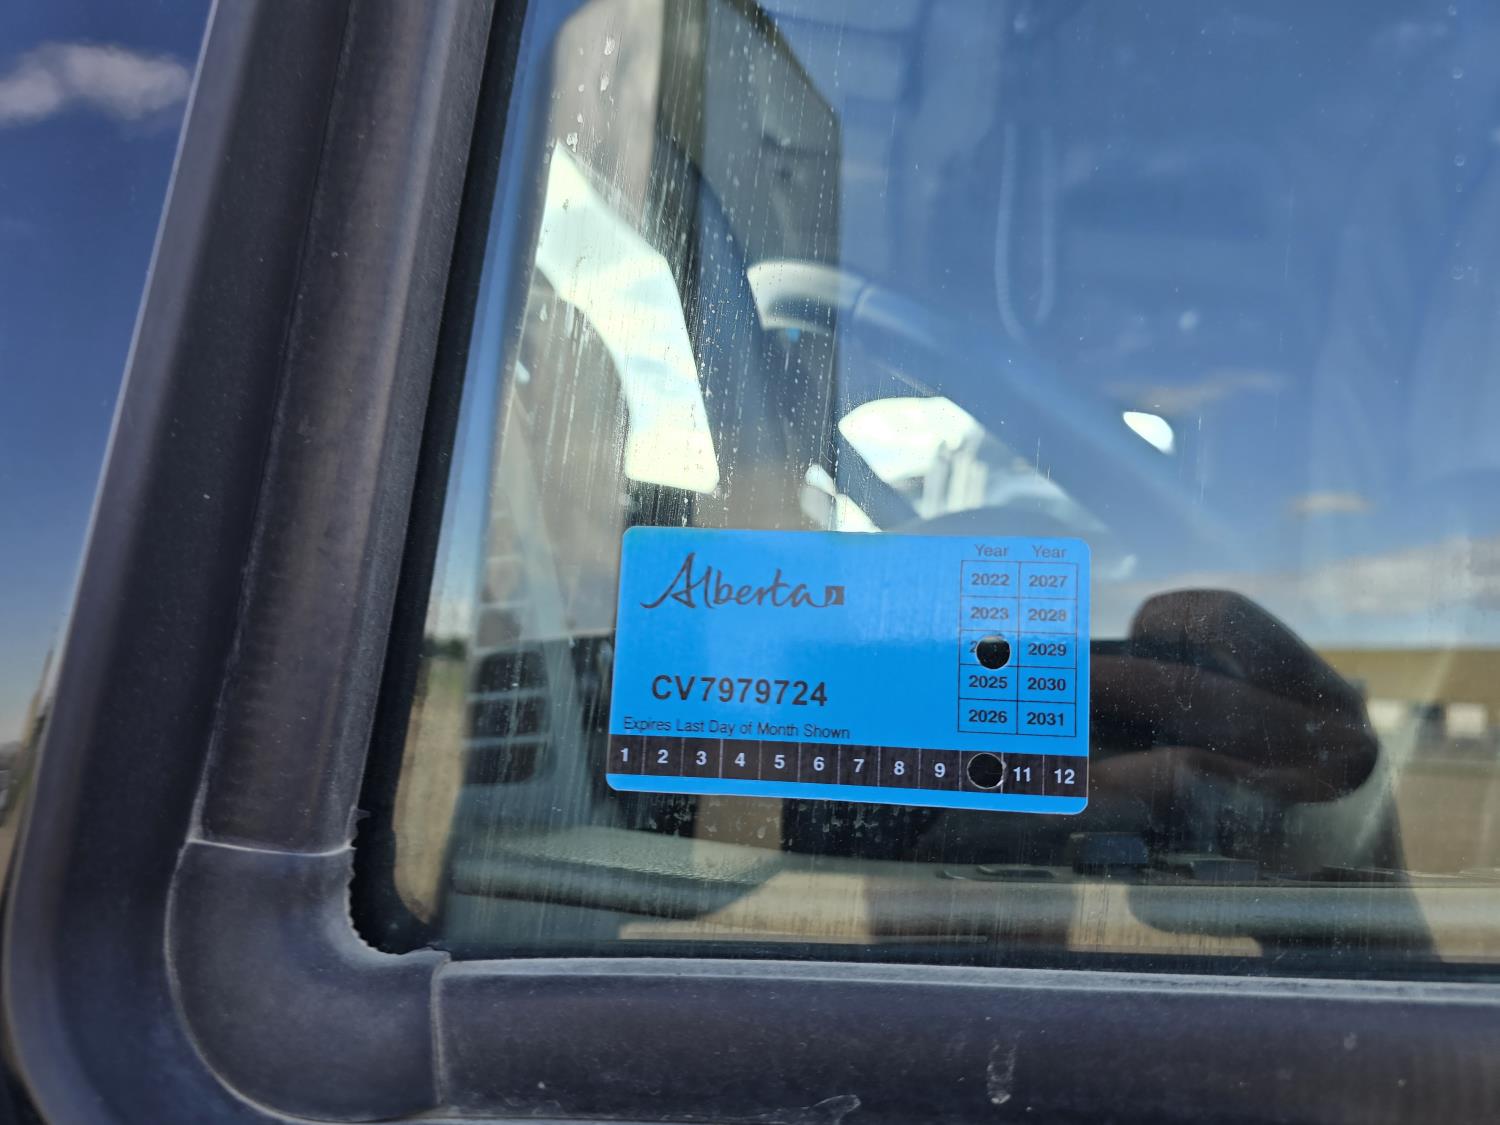 Alberta
Year Year
2022 2027
2023 2028
2029
2025 2030
2026 2031
CV7979724
Expires Last Day of Month Shown
1 2 3 4 5 6 7 8 9 11 12